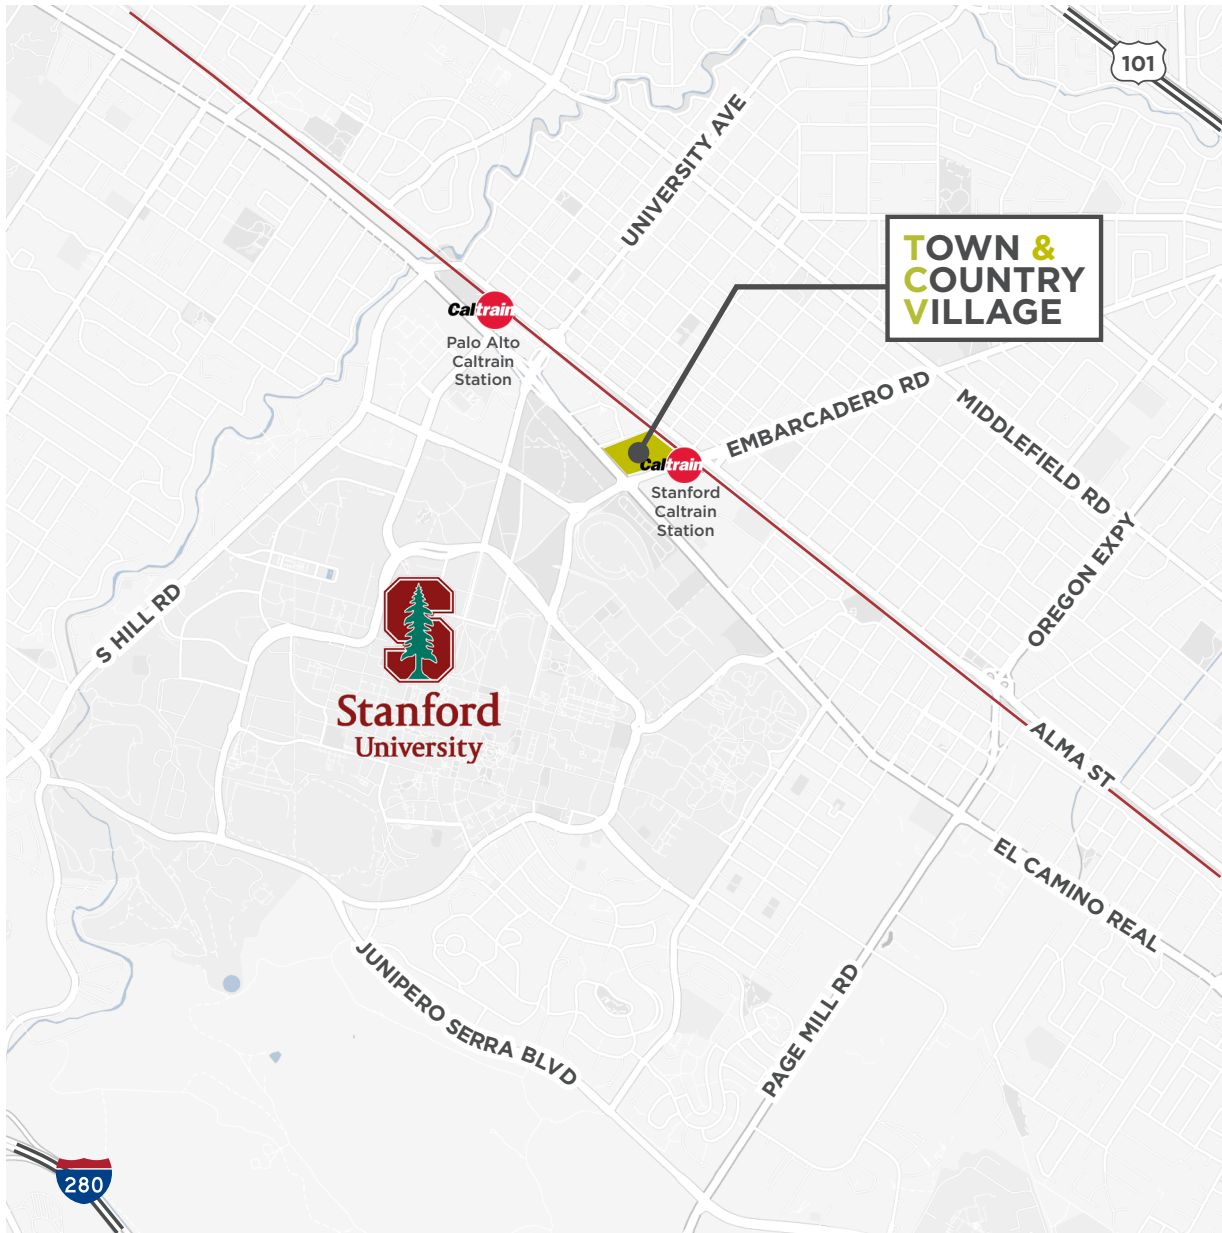 101
UNIVERSITY AVE
TOWN &
COUNTRY
VILLAGE
Caltrain
Palo Alto
Caltrain
Station
EMBARCADERO RD
MIDDLEFIELD RD
Caltrain
Stanford
Caltrain
Station
OREGON EXPY
S HILL RD
S
Stanford
University
ALMA ST
EL CAMINO REAL
JUNIPERO SERRA BLVD
PAGE MILL RD
280